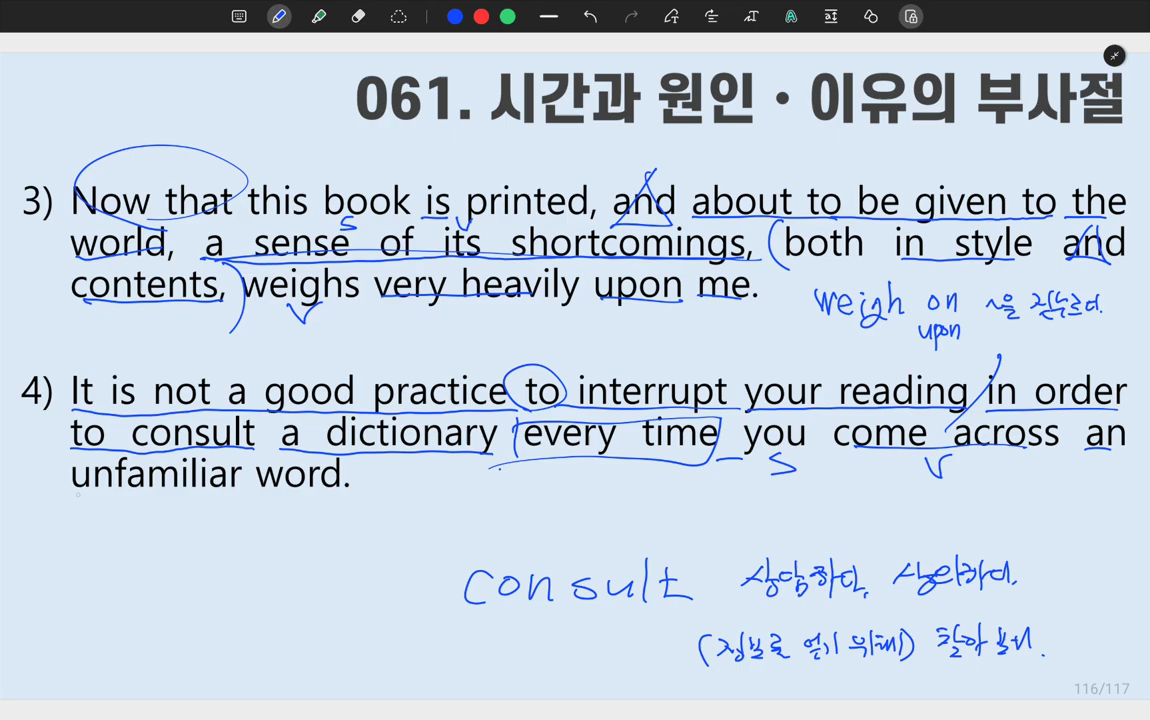 061. 시간과 원인・이유의 부사절
3) Now that this book is printed, and about to be given to the
s v
world, a sense of its shortcomings, (both in style and
contents,) weighs very heavily upon me.
v
weigh on ~을 짓누르다.
upon
4) It is not a good practice to interrupt your reading / in order
to consult a dictionary every time you come across an
s v
unfamiliar word.
consult 상담하다, 상의하다.
(정보를 얻기 위해) 찾아보다.
116/117